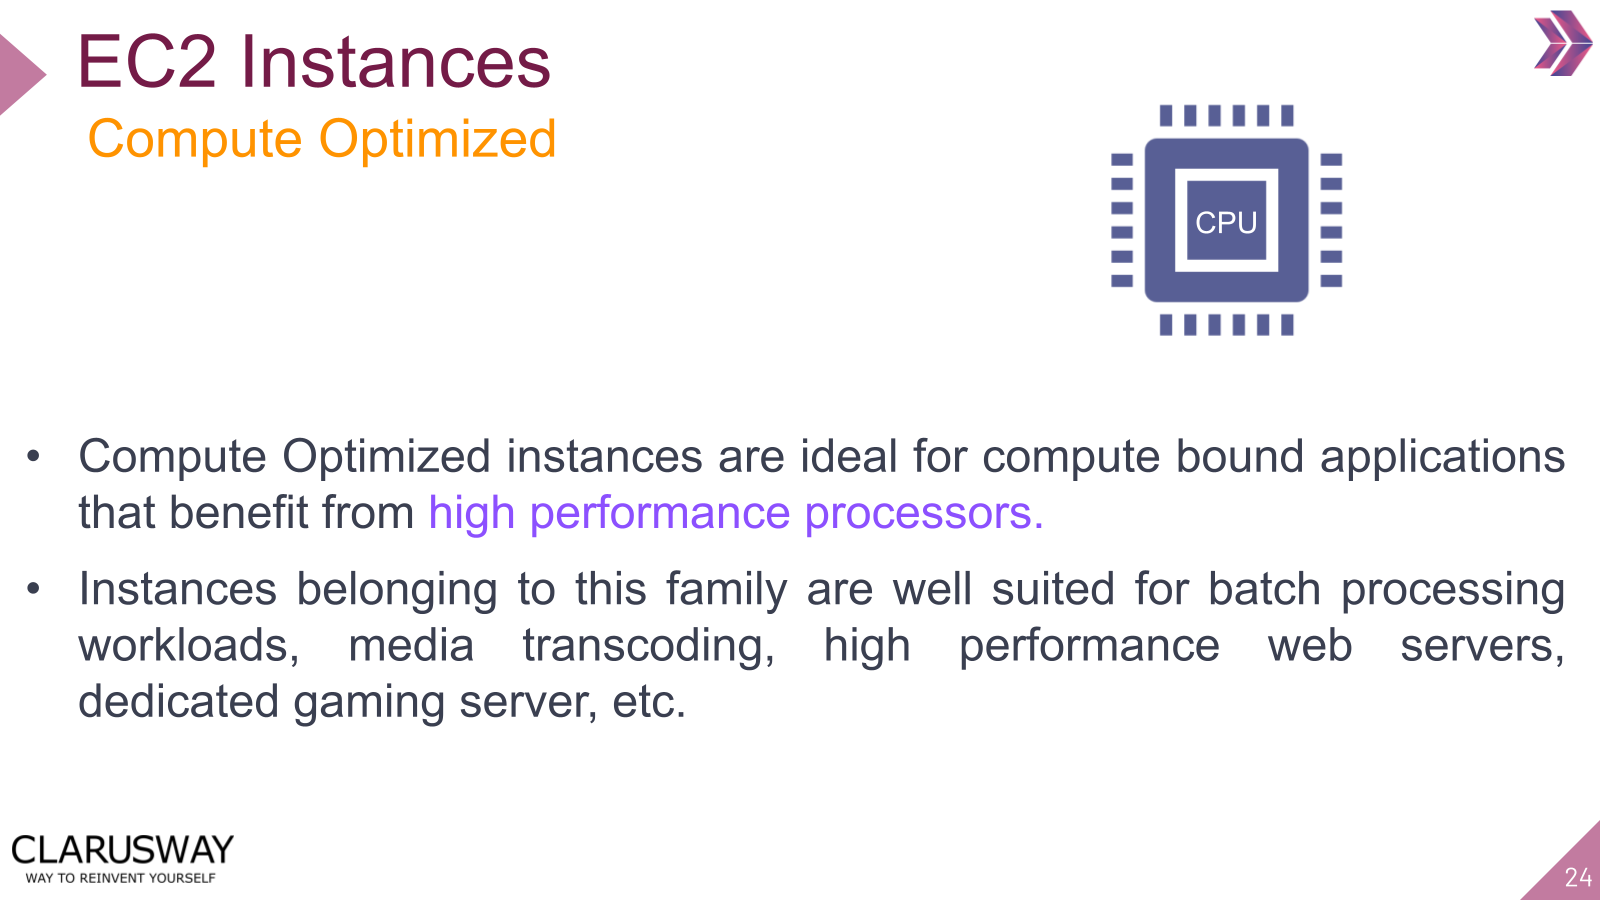 EC2 Instances
Compute Optimized
CPU
• Compute Optimized instances are ideal for compute bound applications
that benefit from high performance processors.
• Instances belonging to this family are well suited for batch processing
workloads, media transcoding, high performance web servers,
dedicated gaming server, etc.
CLARUSWAY
WAY TO REINVENT YOURSELF
24